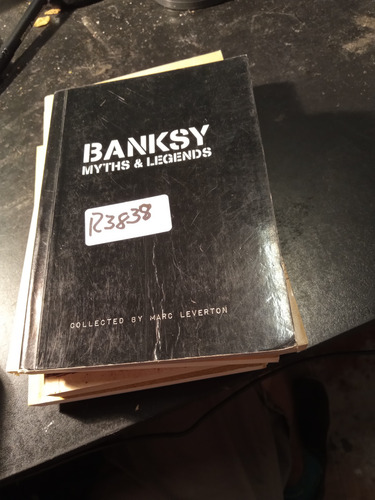 BANKSY
MYTHS & LEGENDS
R3838
COLLECTED BY MARC LEVERTON